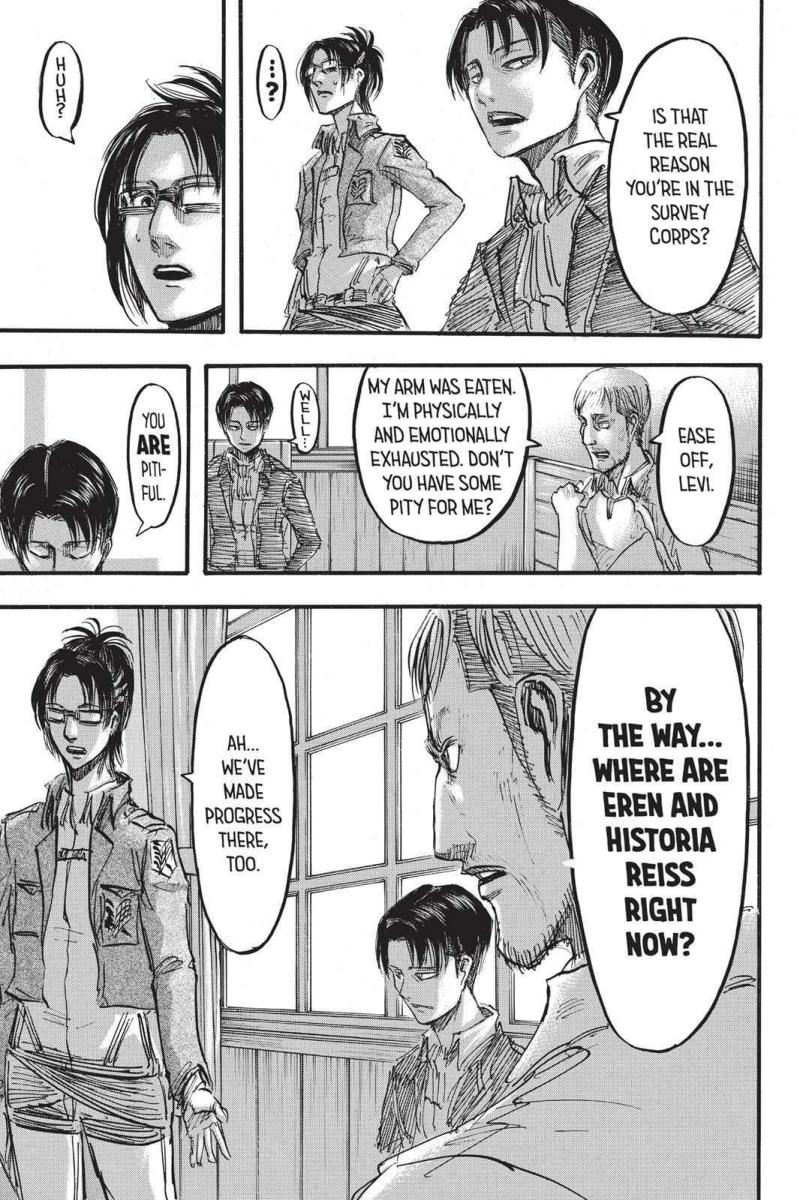 IS THAT
THE REAL
REASON
YOU'RE IN THE
SURVEY
CORPS?
...?
HUH?
EASE
OFF,
LEVI.
MY ARM WAS EATEN.
I'M PHYSICALLY
AND EMOTIONALLY
EXHAUSTED. DON'T
YOU HAVE SOME
PITY FOR ME?
WELL...
YOU
ARE
PITI-
FUL.
BY
THE WAY...
WHERE ARE
EREN AND
HISTORIA
REISS
RIGHT
NOW?
AH...
WE'VE
MADE
PROGRESS
THERE,
TOO.